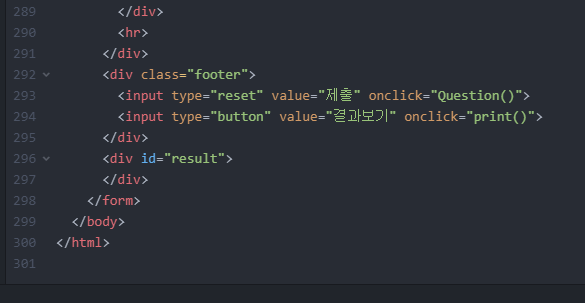 289 </div>
290 <hr>
291 </div>
292 <div class="footer">
293 <input type="reset" value="제출" onclick="Question()">
294 <input type="button" value="결과보기" onclick="print()">
295 </div>
296 <div id="result">
297 </div>
298 </form>
299 </body>
300 </html>
301